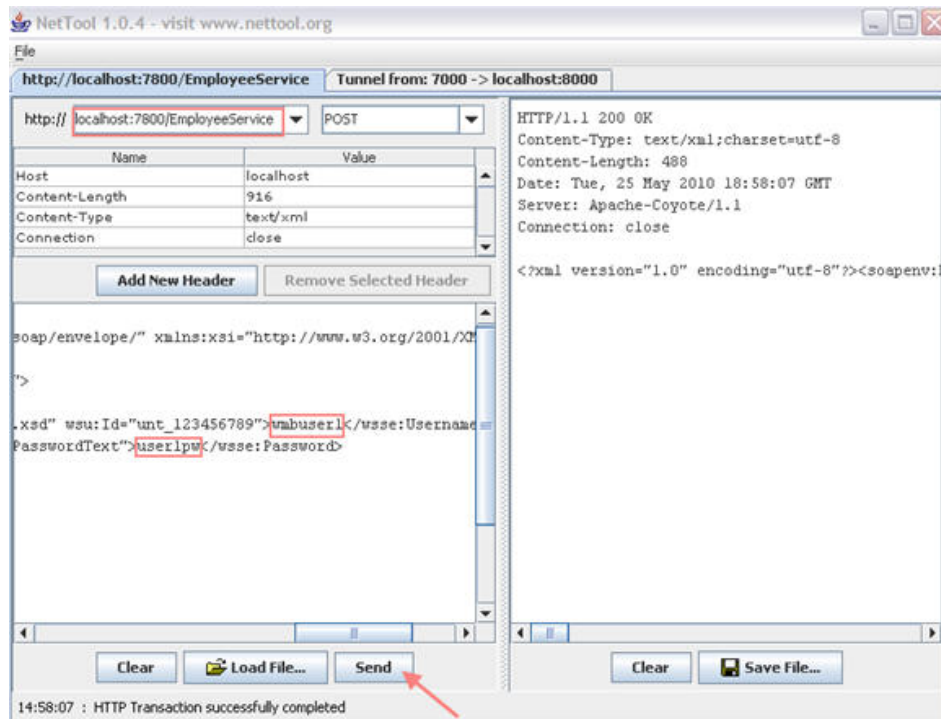 NetTool 1.0.4 - visit www.nettool.org
File
http://localhost:7800/EmployeeService
Tunnel from: 7000 -> localhost:8000
http:// localhost:7800/EmployeeService POST
Name Value
Host localhost
Content-Length 916
Content-Type text/xml
Connection close
Add New Header Remove Selected Header
soap/envelope/" xmlns:xsi="http://www.w3.org/2001/XM
">
.xsd" wsu:Id="unt_123456789">wmbuser1</wsse:Username
PasswordText">user1pw</wsse:Password>
Clear Load File... Send
HTTP/1.1 200 OK
Content-Type: text/xml;charset=utf-8
Content-Length: 488
Date: Tue, 25 May 2010 18:58:07 GMT
Server: Apache-Coyote/1.1
Connection: close
<?xml version="1.0" encoding="utf-8"?><soapenv:
Clear Save File...
14:58:07 : HTTP Transaction successfully completed